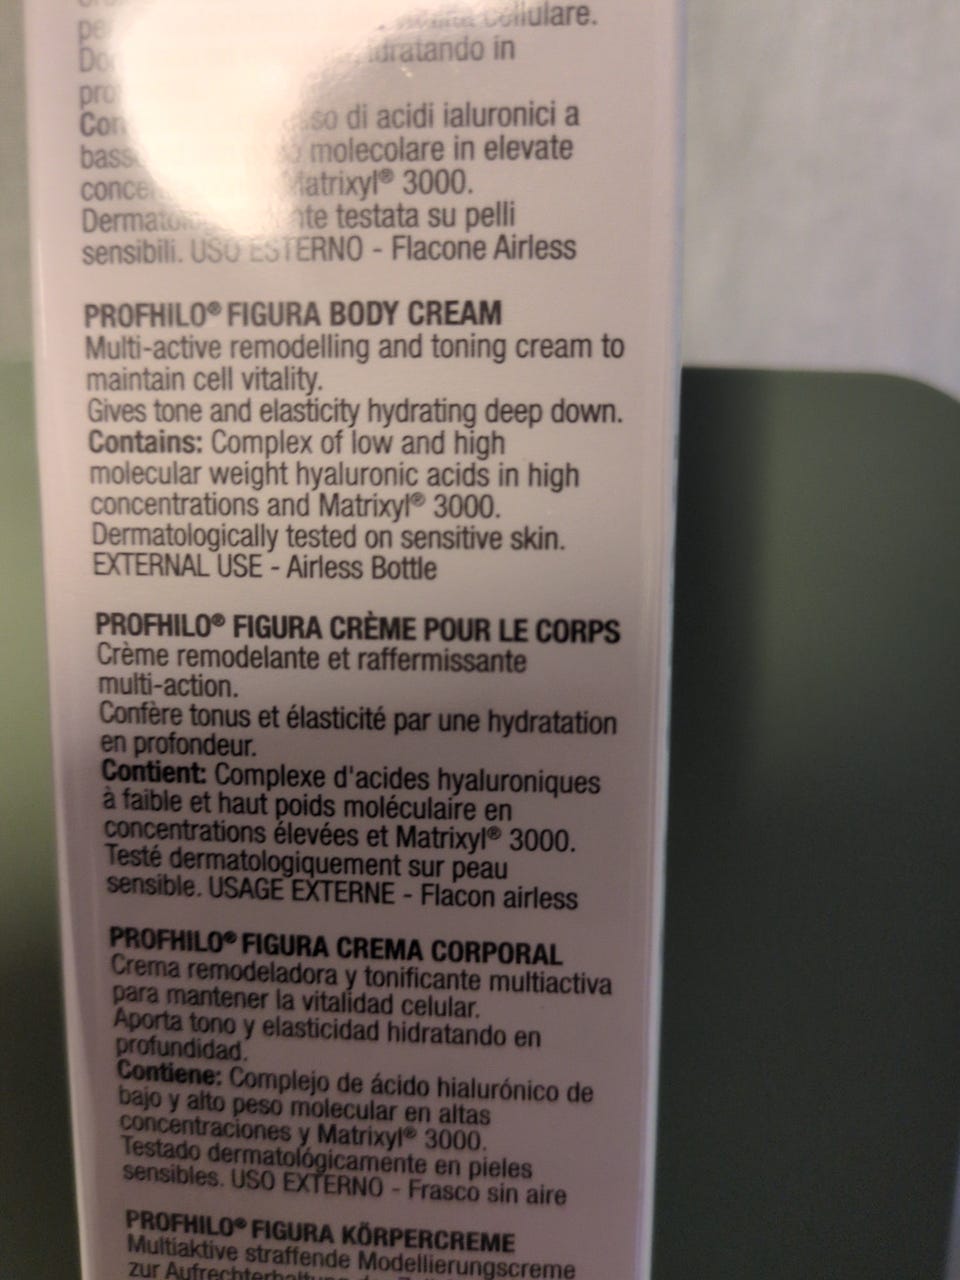 cellulare.
idratando in
so di acidi ialuronici a
molecolare in elevate
Matrixyl® 3000.
testata su pelli
sensibili. USO ESTERNO - Flacone Airless
PROFHILO® FIGURA BODY CREAM
Multi-active remodelling and toning cream to
maintain cell vitality.
Gives tone and elasticity hydrating deep down.
Contains: Complex of low and high
molecular weight hyaluronic acids in high
concentrations and Matrixyl® 3000.
Dermatologically tested on sensitive skin.
EXTERNAL USE - Airless Bottle
PROFHILO® FIGURA CRÈME POUR LE CORPS
Crème remodelante et raffermissante
multi-action.
Confère tonus et élasticité par une hydratation
en profondeur.
Contient: Complexe d'acides hyaluroniques
à faible et haut poids moléculaire en
concentrations élevées et Matrixyl® 3000.
Testé dermatologiquement sur peau
sensible. USAGE EXTERNE - Flacon airless
PROFHILO® FIGURA CREMA CORPORAL
Crema remodeladora y tonificante multiactiva
para mantener la vitalidad celular.
Aporta tono y elasticidad hidratando en
profundidad.
Contiene: Complejo de ácido hialurónico de
bajo y alto peso molecular en altas
concentraciones y Matrixyl® 3000.
Testado dermatológicamente en pieles
sensibles. USO EXTERNO - Frasco sin aire
PROFHILO® FIGURA KÖRPERCREME
Multiaktive straffende Modellierungscreme
zur